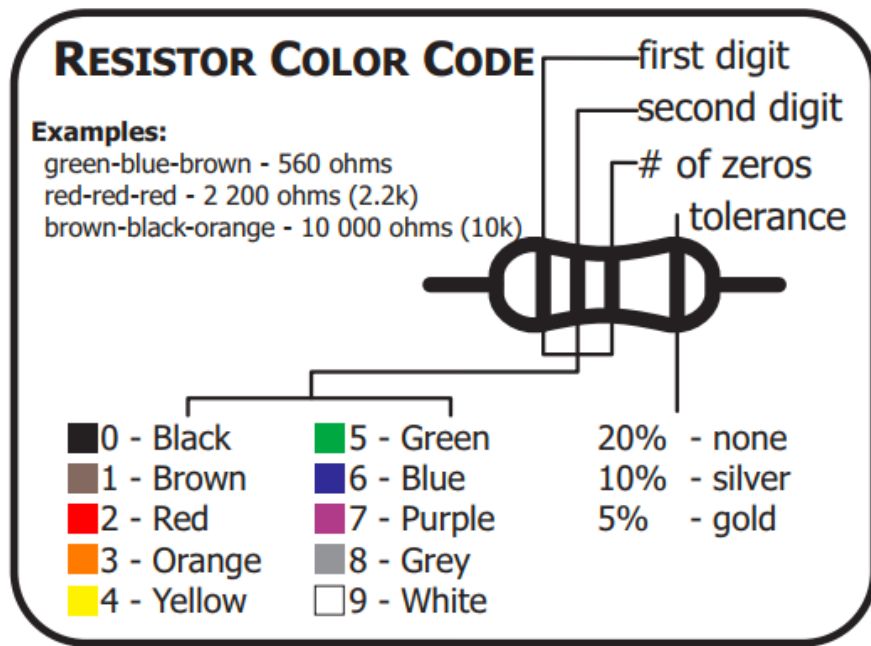 RESISTOR COLOR CODE
first digit
second digit
# of zeros
tolerance
Examples:
green-blue-brown - 560 ohms
red-red-red - 2 200 ohms (2.2k)
brown-black-orange - 10 000 ohms (10k)
0 - Black
1 - Brown
2 - Red
3 - Orange
4 - Yellow
5 - Green
6 - Blue
7 - Purple
8 - Grey
9 - White
20% - none
10% - silver
5% - gold